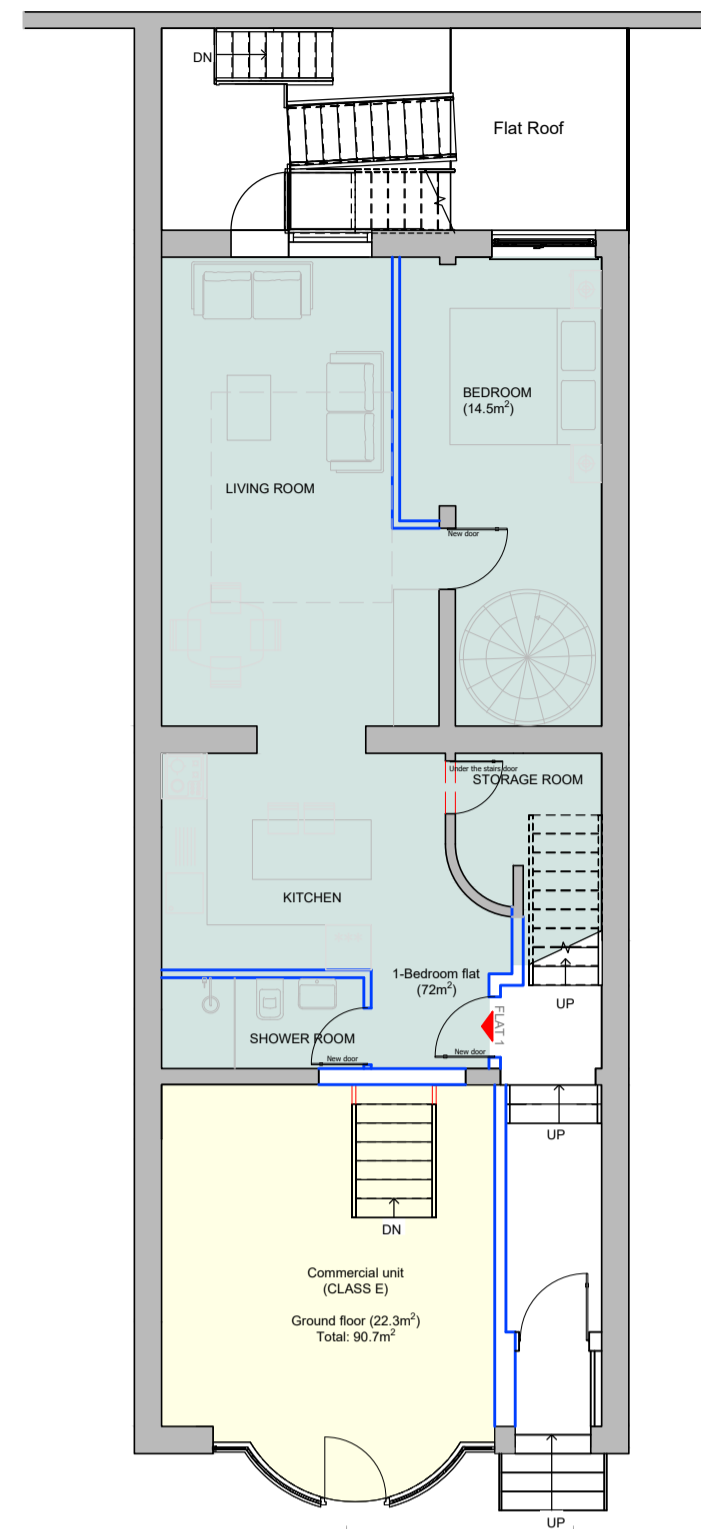 DN
Flat Roof
BEDROOM
(14.5m²)
LIVING ROOM
New door
Under the stairs door
STORAGE ROOM
KITCHEN
1-Bedroom flat
(72m²)
FLAT 1
UP
SHOWER ROOM
New door
New door
UP
DN
Commercial unit
(CLASS E)
Ground floor (22.3m²)
Total: 90.7m²
UP